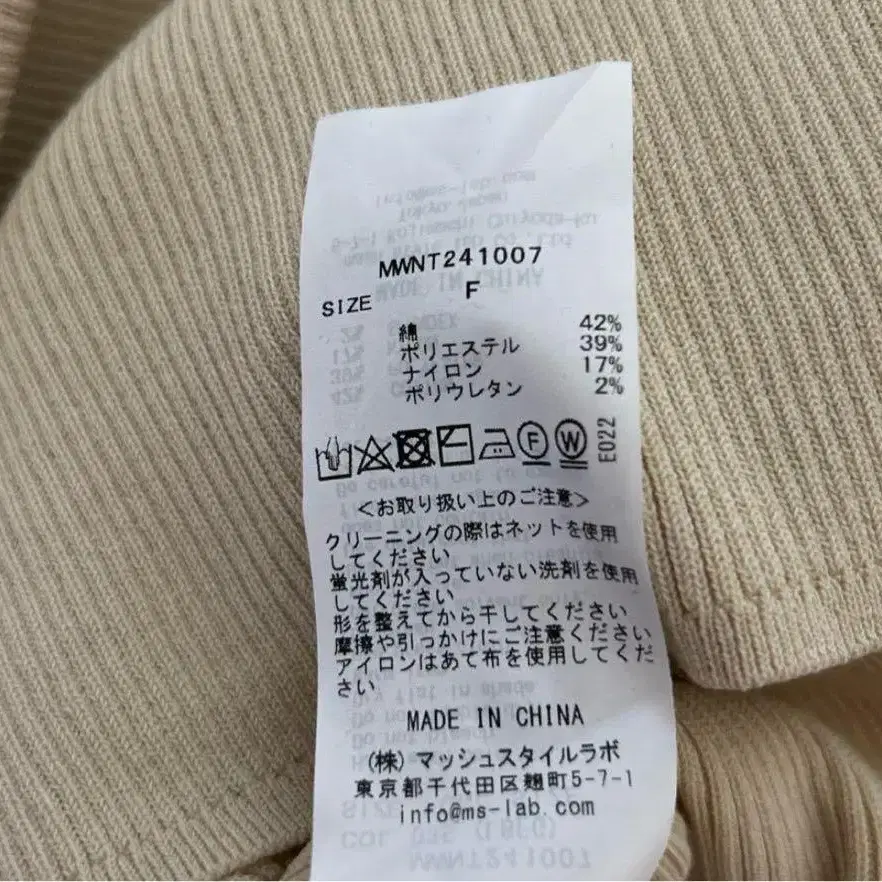 MWNT241007
SIZE F
綿 42%
ポリエステル 39%
ナイロン 17%
ポリウレタン 2%
F W E022
<お取り扱い上のご注意>
クリーニングの際はネットを使用
してください
蛍光剤が入っていない洗剤を使用
してください
形を整えてから干してください
摩擦や引っかけにご注意ください
アイロンはあて布を使用してくだ
さい
MADE IN CHINA
(株)マッシュスタイルラボ
東京都千代田区麹町5-7-1
info@ms-lab.com